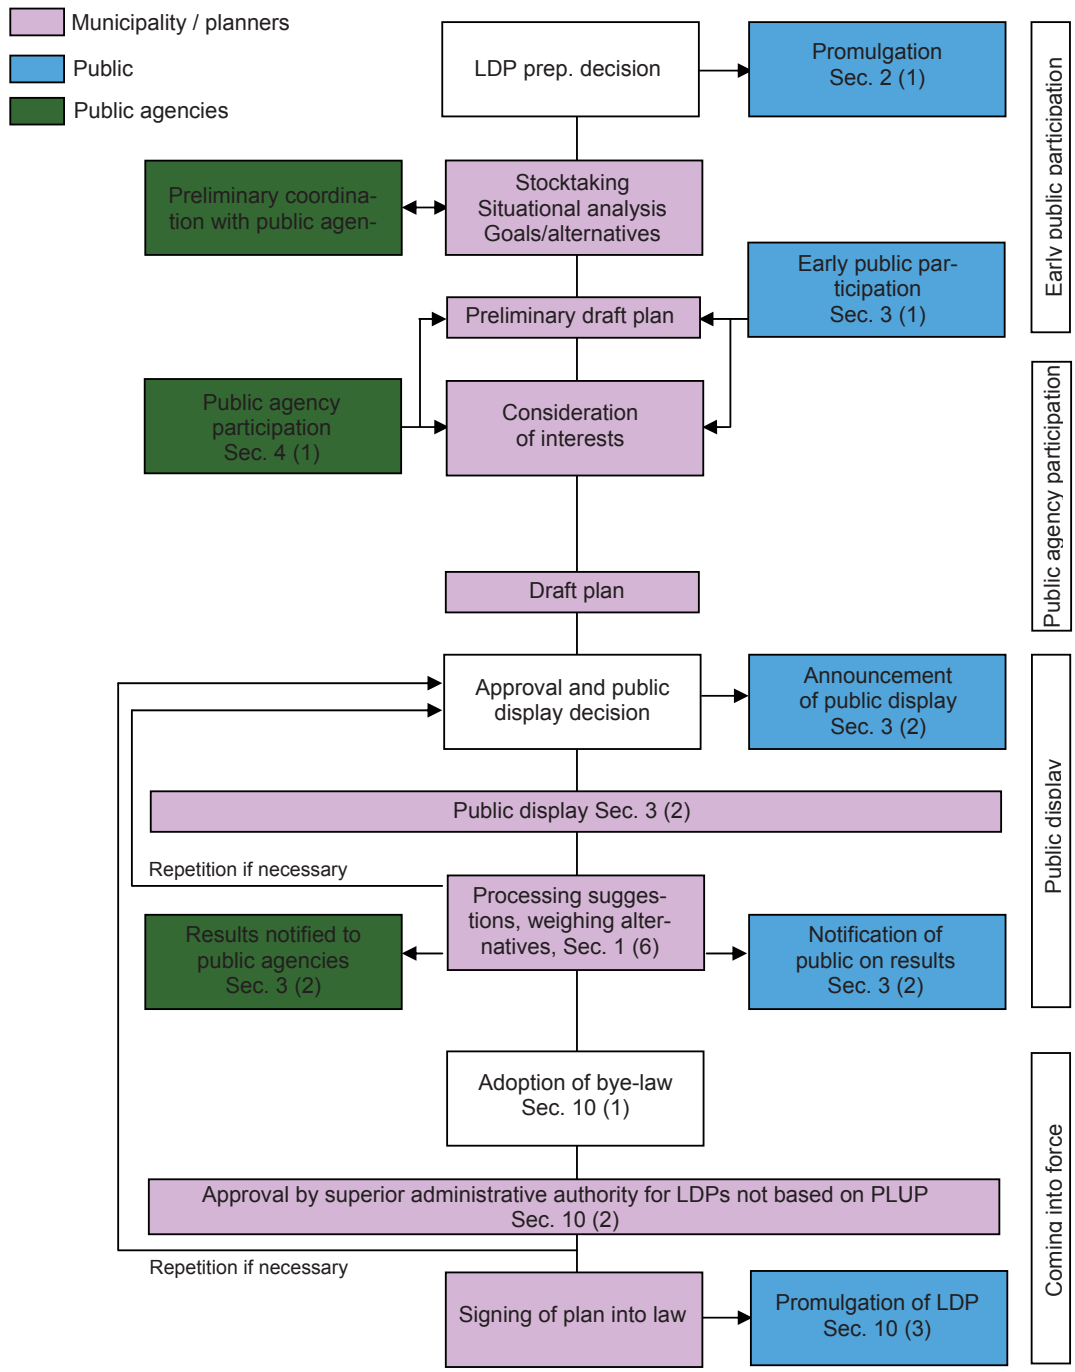 Municipality / planners
Public
Public agencies
LDP prep. decision
Promulgation
Sec. 2 (1)
Early public participation
Preliminary coordina-
tion with public agen-
Stocktaking
Situational analysis
Goals/alternatives
Early public par-
ticipation
Sec. 3 (1)
Preliminary draft plan
Public agency
participation
Sec. 4 (1)
Consideration
of interests
Public agency participation
Draft plan
Approval and public
display decision
Announcement
of public display
Sec. 3 (2)
Public display
Public display Sec. 3 (2)
Repetition if necessary
Processing sugges-
tions, weighing alter-
natives, Sec. 1 (6)
Results notified to
public agencies
Sec. 3 (2)
Notification of
public on results
Sec. 3 (2)
Adoption of bye-law
Sec. 10 (1)
Coming into force
Approval by superior administrative authority for LDPs not based on PLUP
Sec. 10 (2)
Repetition if necessary
Signing of plan into law
Promulgation of LDP
Sec. 10 (3)